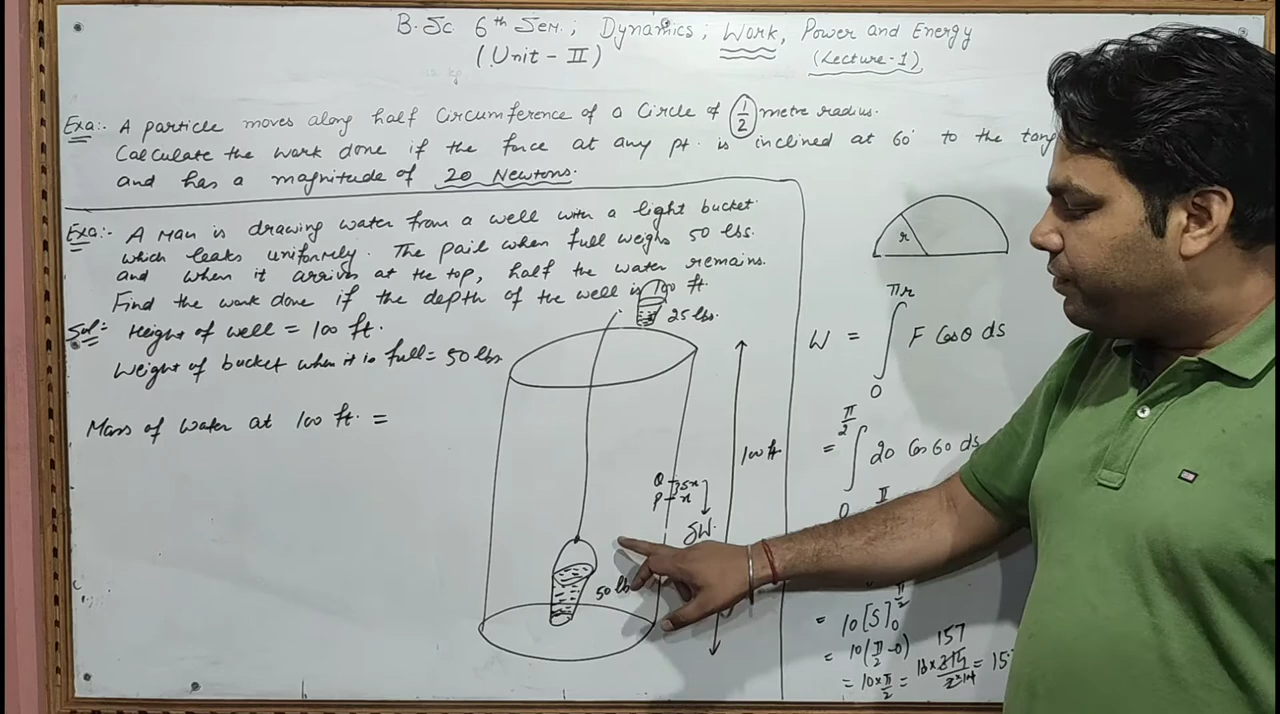 B.Sc. 6th Sem.; Dynamics; Work, Power and Energy
(Unit-II) (Lecture-1)
Exa:- A particle moves along half Circumference of a Circle of 1/2 metre radius.
Calculate the work done if the force at any pt. is inclined at 60° to the tang
and has a magnitude of 20 Newtons.
Exa:- A Man is drawing water from a well with a light bucket
which leaks uniformly. The pail when full weighs 50 lbs.
and when it arrives at the top, half the water remains.
Find the work done if the depth of the well is 100 ft.
Sol:- Height of well = 100 ft.
Weight of bucket when it is full = 50 lbs
Mass of water at 100 ft. =
25 lbs.
100 ft
Q δx
P x
δW.
50 lb
r
W = ∫₀^πr F Cosθ ds
= ∫₀^π/2 20 Cos 60 ds
π
= 10[S]₀^π/2
= 10(π/2 - 0)
= 10×π/2 =
157
= 15.